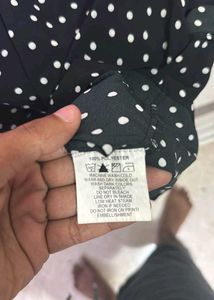 100% POLYESTER
MACHINE WASH COLD
WASH AND DRY INSIDE OUT
WASH DARK COLORS
SEPARATELY
DO NOT BLEACH
LINE DRY IN SHADE
LOW HEAT STEAM
IRON IF NEEDED
DO NOT IRON ON PRINT/
EMBELLISHMENT